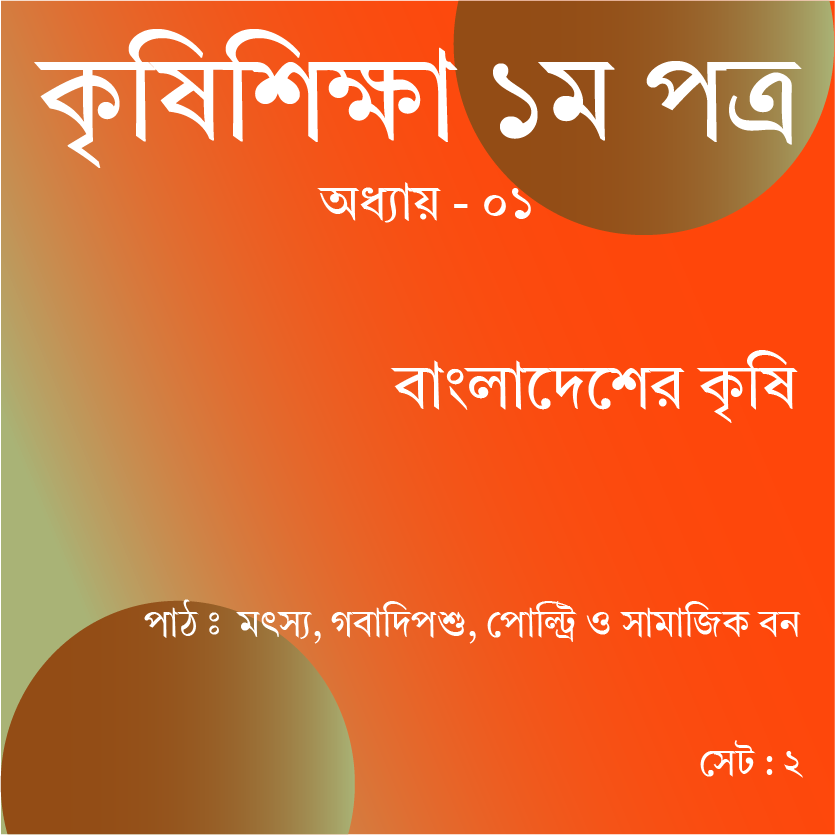 কৃষিশিক্ষা ১ম পত্র
অধ্যায় - ০১
বাংলাদেশের কৃষি
পাঠ ঃ মৎস্য, গবাদিপশু, পোল্ট্রি ও সামাজিক বন
সেট : ২